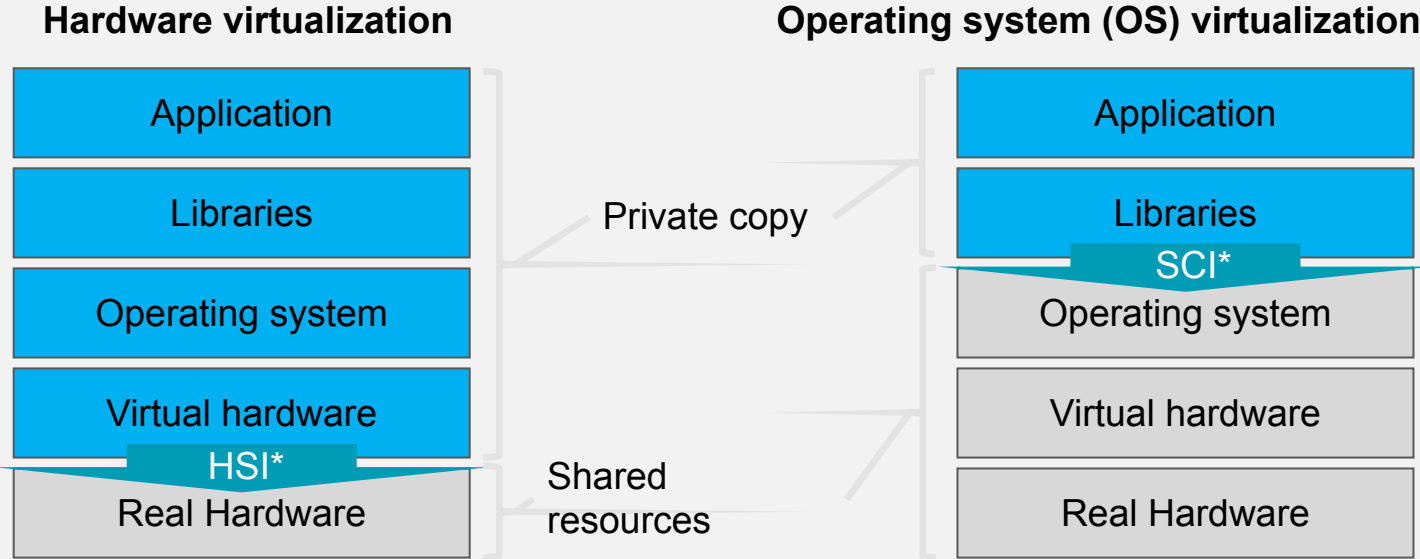 Hardware virtualization
Operating system (OS) virtualization
Application
Libraries
Operating system
Virtual hardware
HSI*
Real Hardware
Private copy
Shared
resources
Application
Libraries
SCI*
Operating system
Virtual hardware
Real Hardware